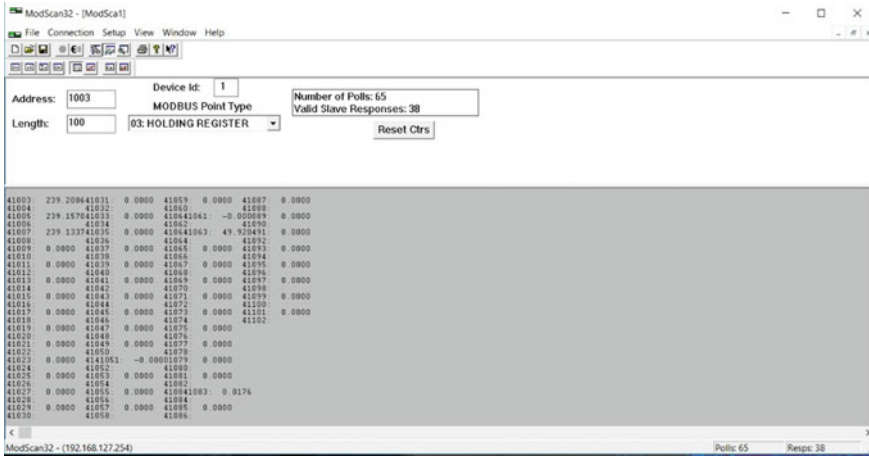 ModScan32 - [ModSca1]
File Connection Setup View Window Help
Address: 1003
Device Id: 1
MODBUS Point Type
Length: 100
03: HOLDING REGISTER
Number of Polls: 65
Valid Slave Responses: 38
Reset Ctrs
41003: 239.208641031: 0.0000 41059: 0.0000 41087: 0.0000
41004: 41032: 41060: 41088:
41005: 239.157041033: 0.0000 410641061: -0.000089: 0.0000
41006: 41034: 41062: 41090:
41007: 239.133741035: 0.0000 410641063: 49.920491: 0.0000
41008: 41036: 41064: 41092:
41009: 0.0000 41037: 0.0000 41065: 0.0000 41093: 0.0000
41010: 41038: 41066: 41094:
41011: 0.0000 41039: 0.0000 41067: 0.0000 41095: 0.0000
41012: 41040: 41068: 41096:
41013: 0.0000 41041: 0.0000 41069: 0.0000 41097: 0.0000
41014: 41042: 41070: 41098:
41015: 0.0000 41043: 0.0000 41071: 0.0000 41099: 0.0000
41016: 41044: 41072: 41100:
41017: 0.0000 41045: 0.0000 41073: 0.0000 41101: 0.0000
41018: 41046: 41074: 41102:
41019: 0.0000 41047: 0.0000 41075: 0.0000
41020: 41048: 41076:
41021: 0.0000 41049: 0.0000 41077: 0.0000
41022: 41050: 41078:
41023: 0.0000 4141051: -0.00001079: 0.0000
41024: 41052: 41080:
41025: 0.0000 41053: 0.0000 41081: 0.0000
41026: 41054: 41082:
41027: 0.0000 41055: 0.0000 410841083: 0.0176
41028: 41056: 41084:
41029: 0.0000 41057: 0.0000 41085: 0.0000
41030: 41058: 41086:
ModScan32 - (192.168.127.254)
Polls: 65
Resps: 38